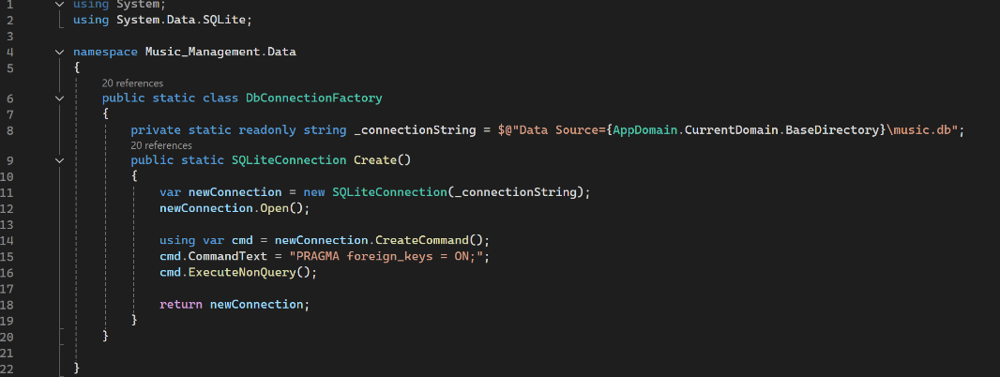 1 using System;
2 using System.Data.SQLite;
3
4 namespace Music_Management.Data
5 {
20 references
6 public static class DbConnectionFactory
7 {
8 private static readonly string _connectionString = $@"Data Source={AppDomain.CurrentDomain.BaseDirectory}\music.db";
20 references
9 public static SQLiteConnection Create()
10 {
11 var newConnection = new SQLiteConnection(_connectionString);
12 newConnection.Open();
13
14 using var cmd = newConnection.CreateCommand();
15 cmd.CommandText = "PRAGMA foreign_keys = ON;";
16 cmd.ExecuteNonQuery();
17
18 return newConnection;
19 }
20 }
21
22 }